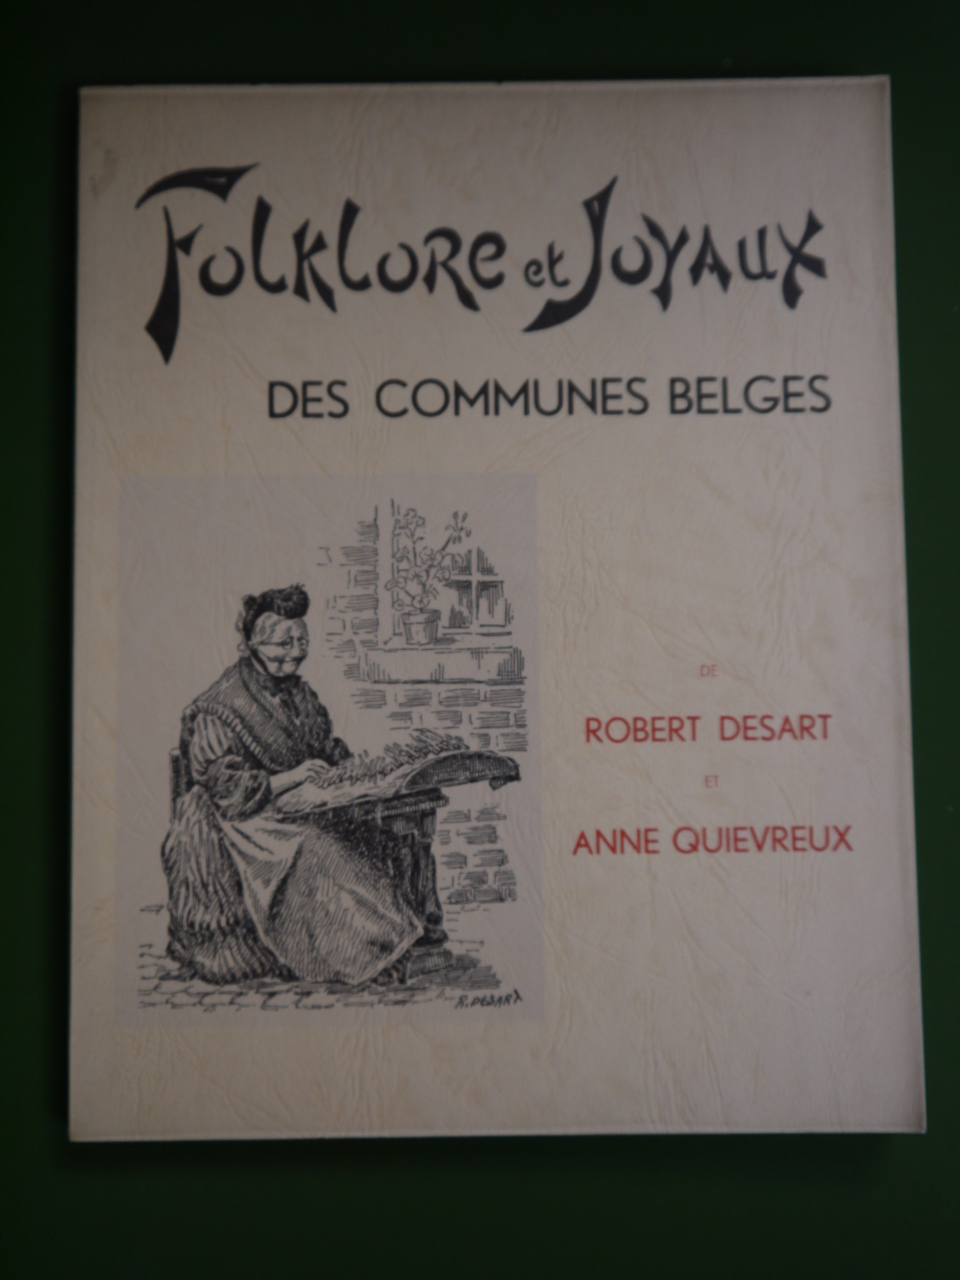 Folklore et Joyaux
DES COMMUNES BELGES
DE
ROBERT DESART
ET
ANNE QUIEVREUX
R. DESART